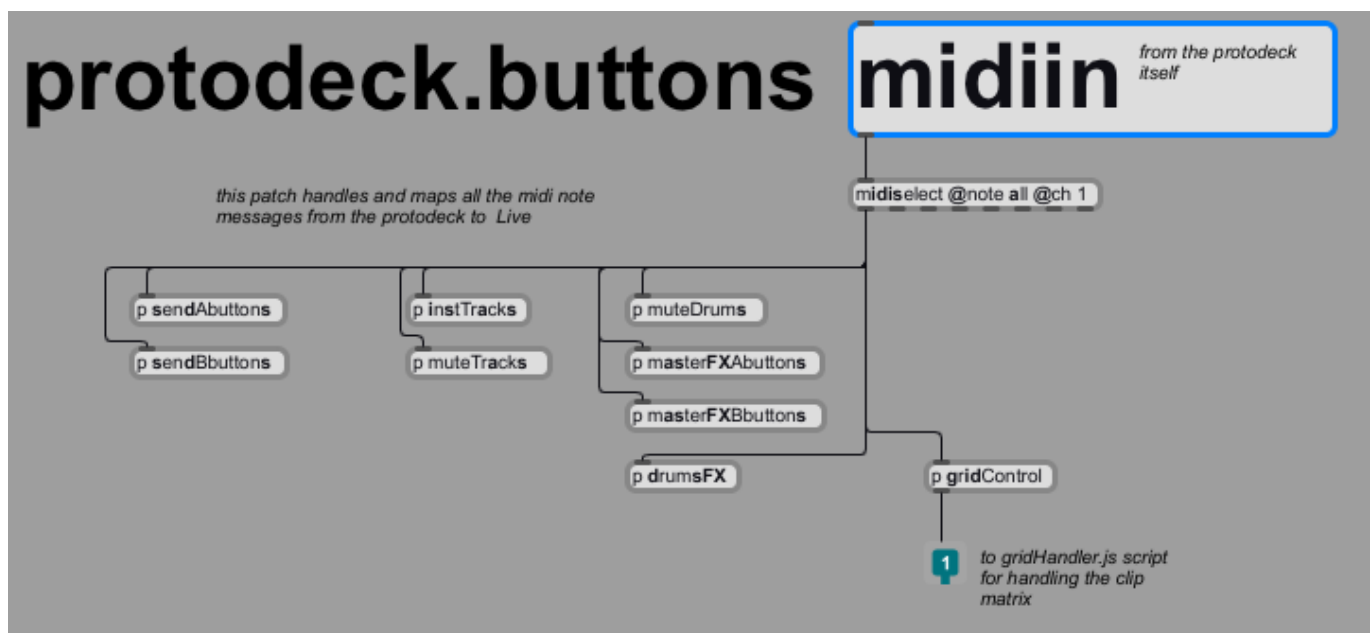 protodeck.buttons
midiin
from the protodeck
itself
midiselect @note all @ch 1
this patch handles and maps all the midi note
messages from the protodeck to Live
p sendAbuttons
p instTracks
p muteDrums
p sendBbuttons
p muteTracks
p masterFXAbuttons
p masterFXBbuttons
p drumsFX
p gridControl
1
to gridHandler.js script
for handling the clip
matrix